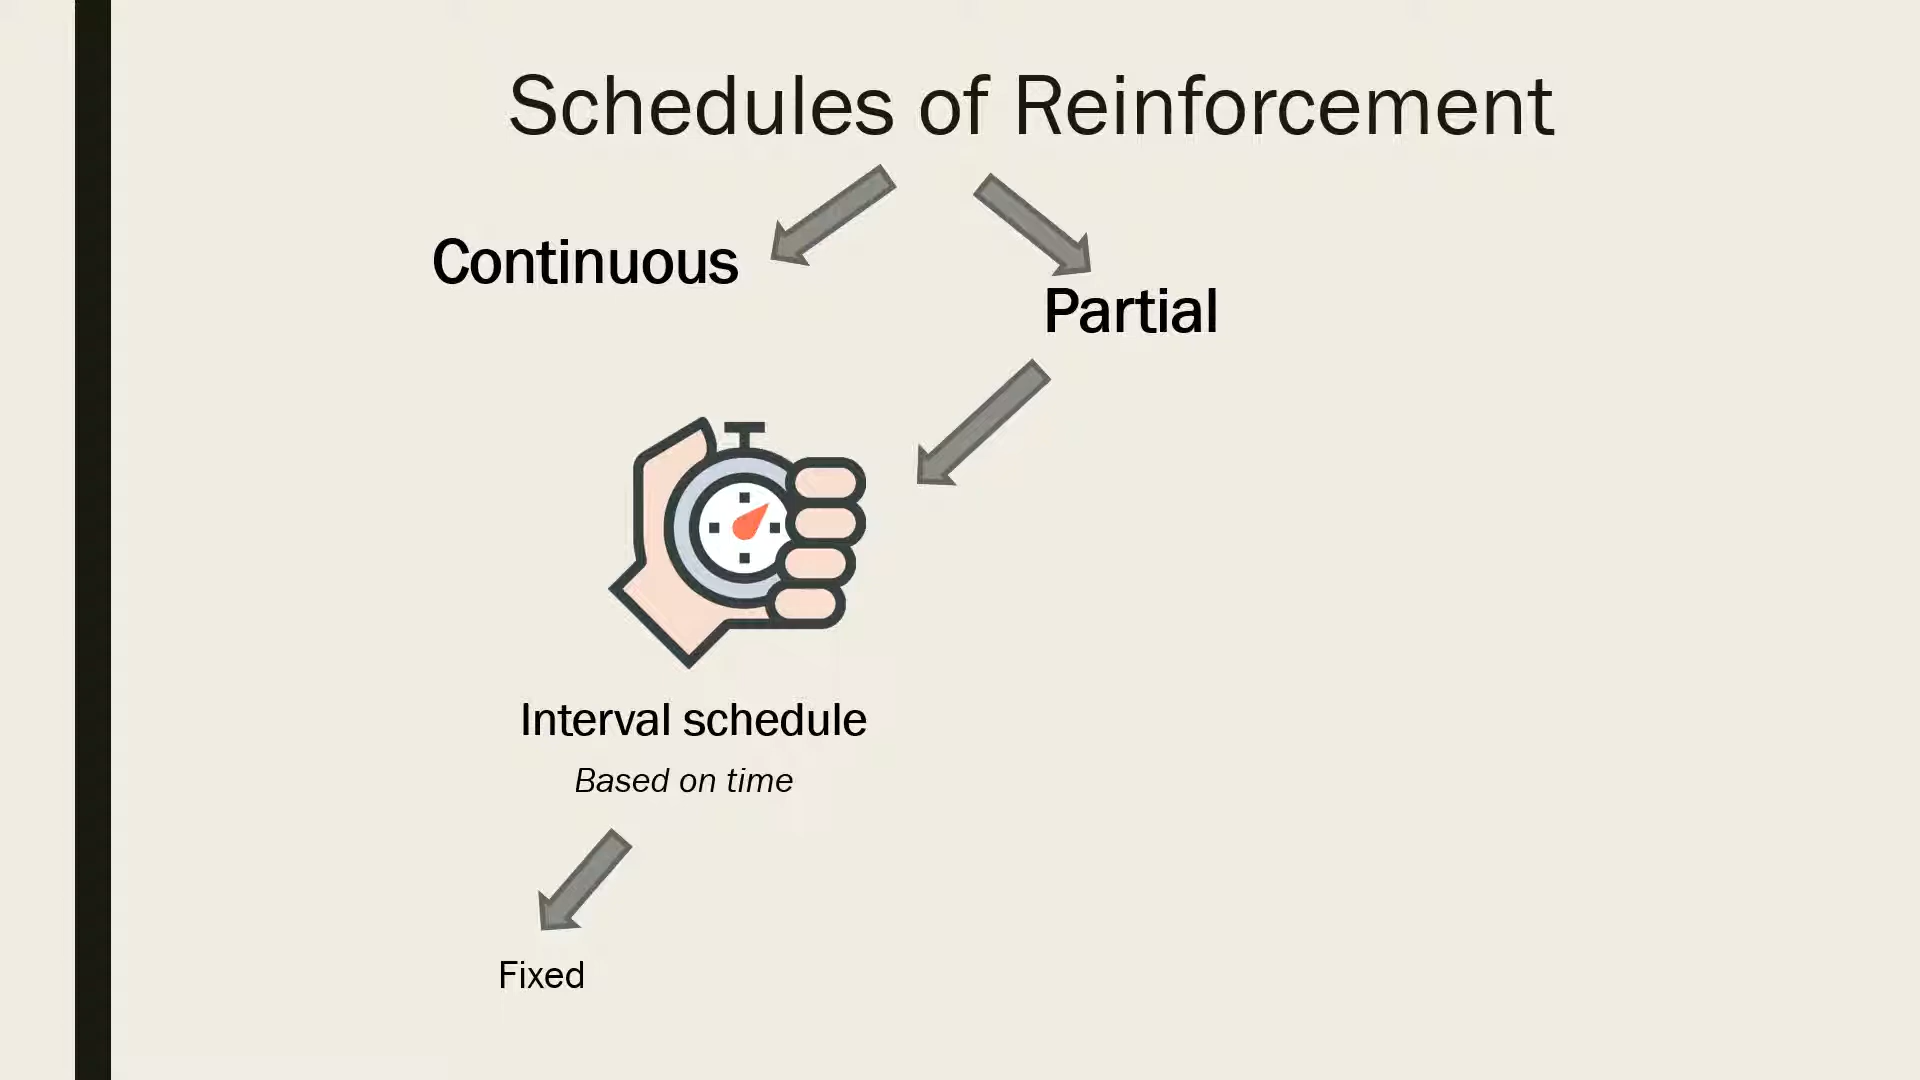 Schedules of Reinforcement
Continuous
Partial
Interval schedule
Based on time
Fixed